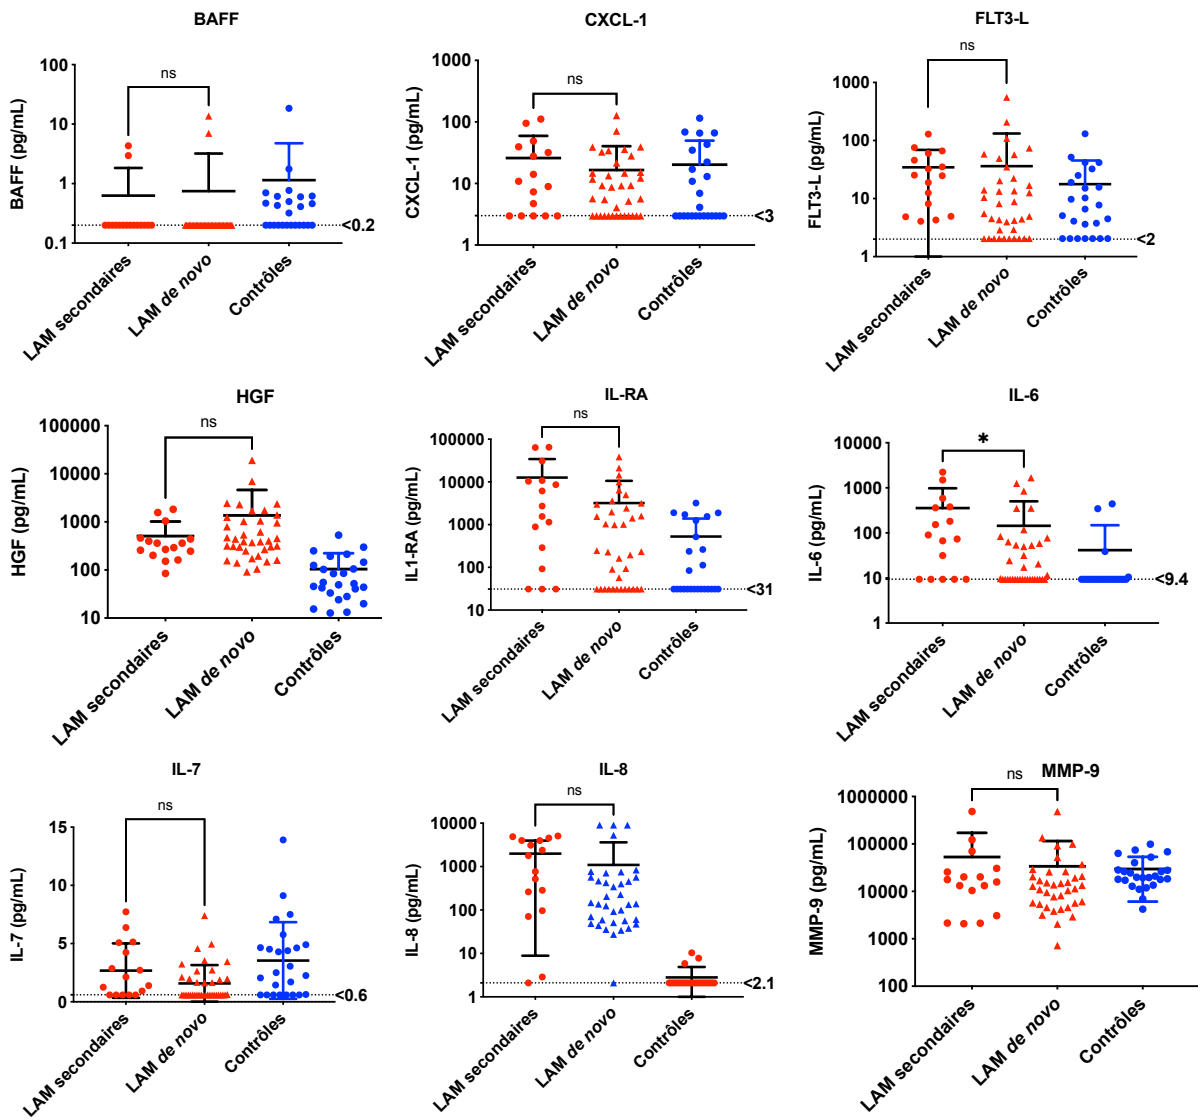 BAFF
ns
BAFF (pg/mL)
100
10
1
0.1
<0.2
LAM secondaires
LAM de novo
Contrôles
CXCL-1
ns
CXCL-1 (pg/mL)
1000
100
10
1
<3
LAM secondaires
LAM de novo
Contrôles
FLT3-L
ns
FLT3-L (pg/mL)
1000
100
10
1
<2
LAM secondaires
LAM de novo
Contrôles
HGF
ns
HGF (pg/mL)
100000
10000
1000
100
10
LAM secondaires
LAM de novo
Contrôles
IL-RA
ns
IL1-RA (pg/mL)
100000
10000
1000
100
10
<31
LAM secondaires
LAM de novo
Contrôles
IL-6
*
IL-6 (pg/mL)
10000
1000
100
10
1
<9.4
LAM secondaires
LAM de novo
Contrôles
IL-7
ns
IL-7 (pg/mL)
15
10
5
0
<0.6
LAM secondaires
LAM de novo
Contrôles
IL-8
ns
IL-8 (pg/mL)
10000
1000
100
10
1
<2.1
LAM secondaires
LAM de novo
Contrôles
MMP-9
ns
MMP-9 (pg/mL)
1000000
100000
10000
1000
100
LAM secondaires
LAM de novo
Contrôles